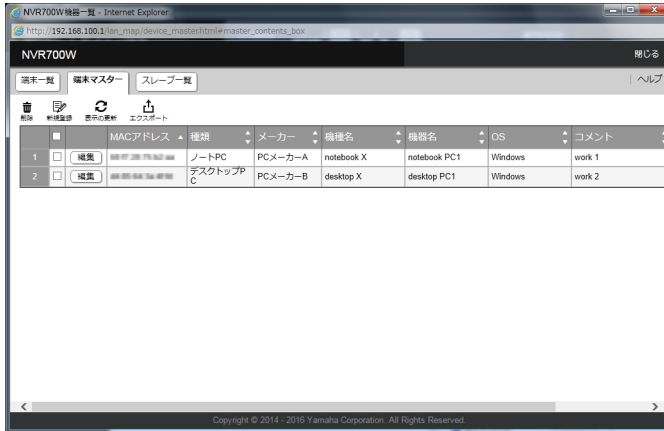 NVR700W機器一覧 - Internet Explorer
http://192.168.100.1/lan_map/device_master.html#master_contents_box
NVR700W 閉じる
端末一覧 端末マスター スレーブ一覧 ヘルプ
削除 新規登録 表示の更新 エクスポート
MACアドレス 種類 メーカー 機種名 機器名 OS コメント
1 編集 ノートPC PCメーカーA notebook X notebook PC1 Windows work 1
2 編集 デスクトップP
C PCメーカーB desktop X desktop PC1 Windows work 2
Copyright © 2014 - 2016 Yamaha Corporation. All Rights Reserved.